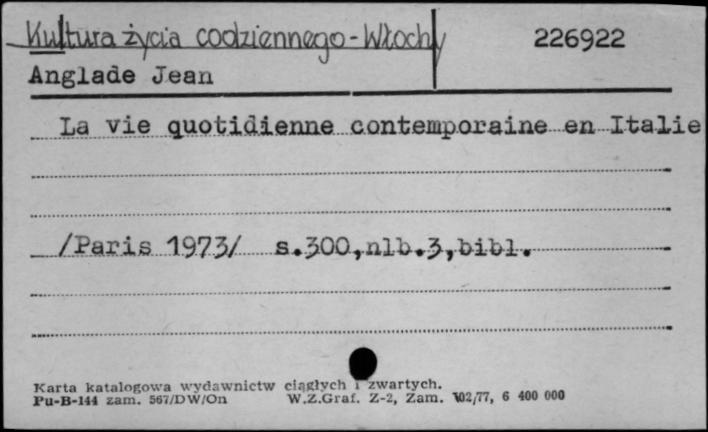 Kultura życia codziennego - Włochy 226922
Anglade Jean
La vie quotidienne contemporaine en Italie
/Paris 1973/ s.300,nlb.3,bibl.
Karta katalogowa wydawnictw ciągłych i zwartych.
Pu-B-144 zam. 567/DW/On W.Z.Graf. Z-2, Zam. 102/77, 6 400 000